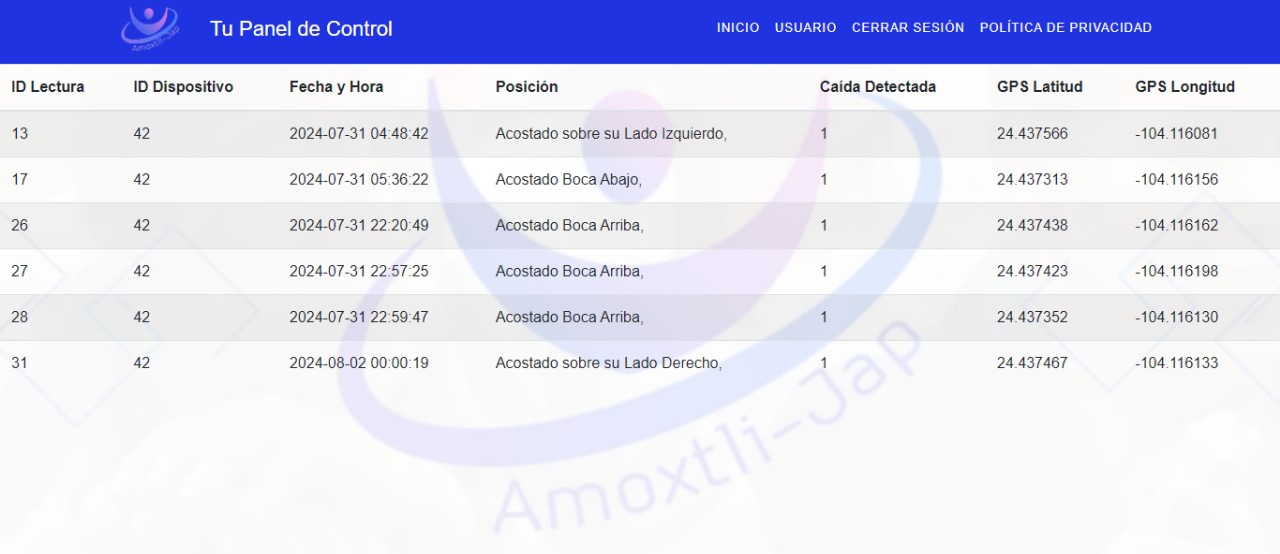 Amoxtli-Jap
Tu Panel de Control
INICIO USUARIO CERRAR SESIÓN POLÍTICA DE PRIVACIDAD
ID Lectura ID Dispositivo Fecha y Hora Posición Caída Detectada GPS Latitud GPS Longitud
13 42 2024-07-31 04:48:42 Acostado sobre su Lado Izquierdo, 1 24.437566 -104.116081
17 42 2024-07-31 05:36:22 Acostado Boca Abajo, 1 24.437313 -104.116156
26 42 2024-07-31 22:20:49 Acostado Boca Arriba, 1 24.437438 -104.116162
27 42 2024-07-31 22:57:25 Acostado Boca Arriba, 1 24.437423 -104.116198
28 42 2024-07-31 22:59:47 Acostado Boca Arriba, 1 24.437352 -104.116130
31 42 2024-08-02 00:00:19 Acostado sobre su Lado Derecho, 1 24.437467 -104.116133
Amoxtli-Jap